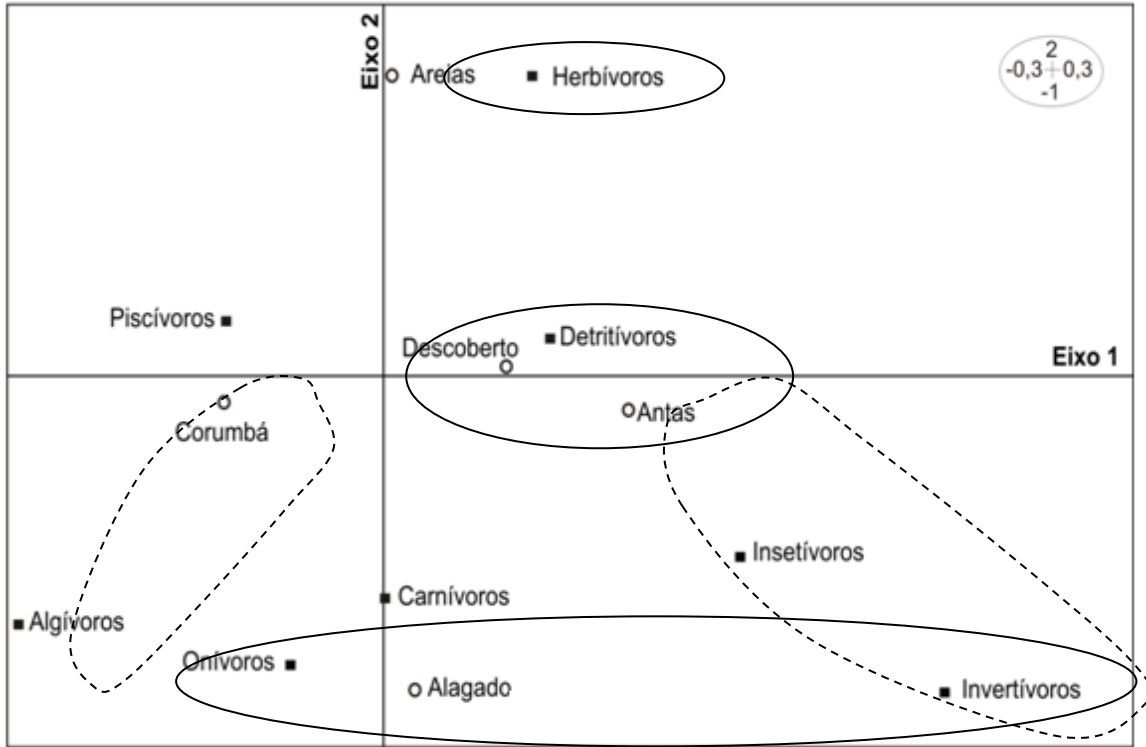 Eixo 2
Areias
Herbívoros
2
-0,3 + 0,3
-1
Piscívoros
Descoberto
Detritívoros
Eixo 1
Corumbá
Antas
Insetívoros
Carnívoros
Algívoros
Onívoros
Alagado
Invertívoros